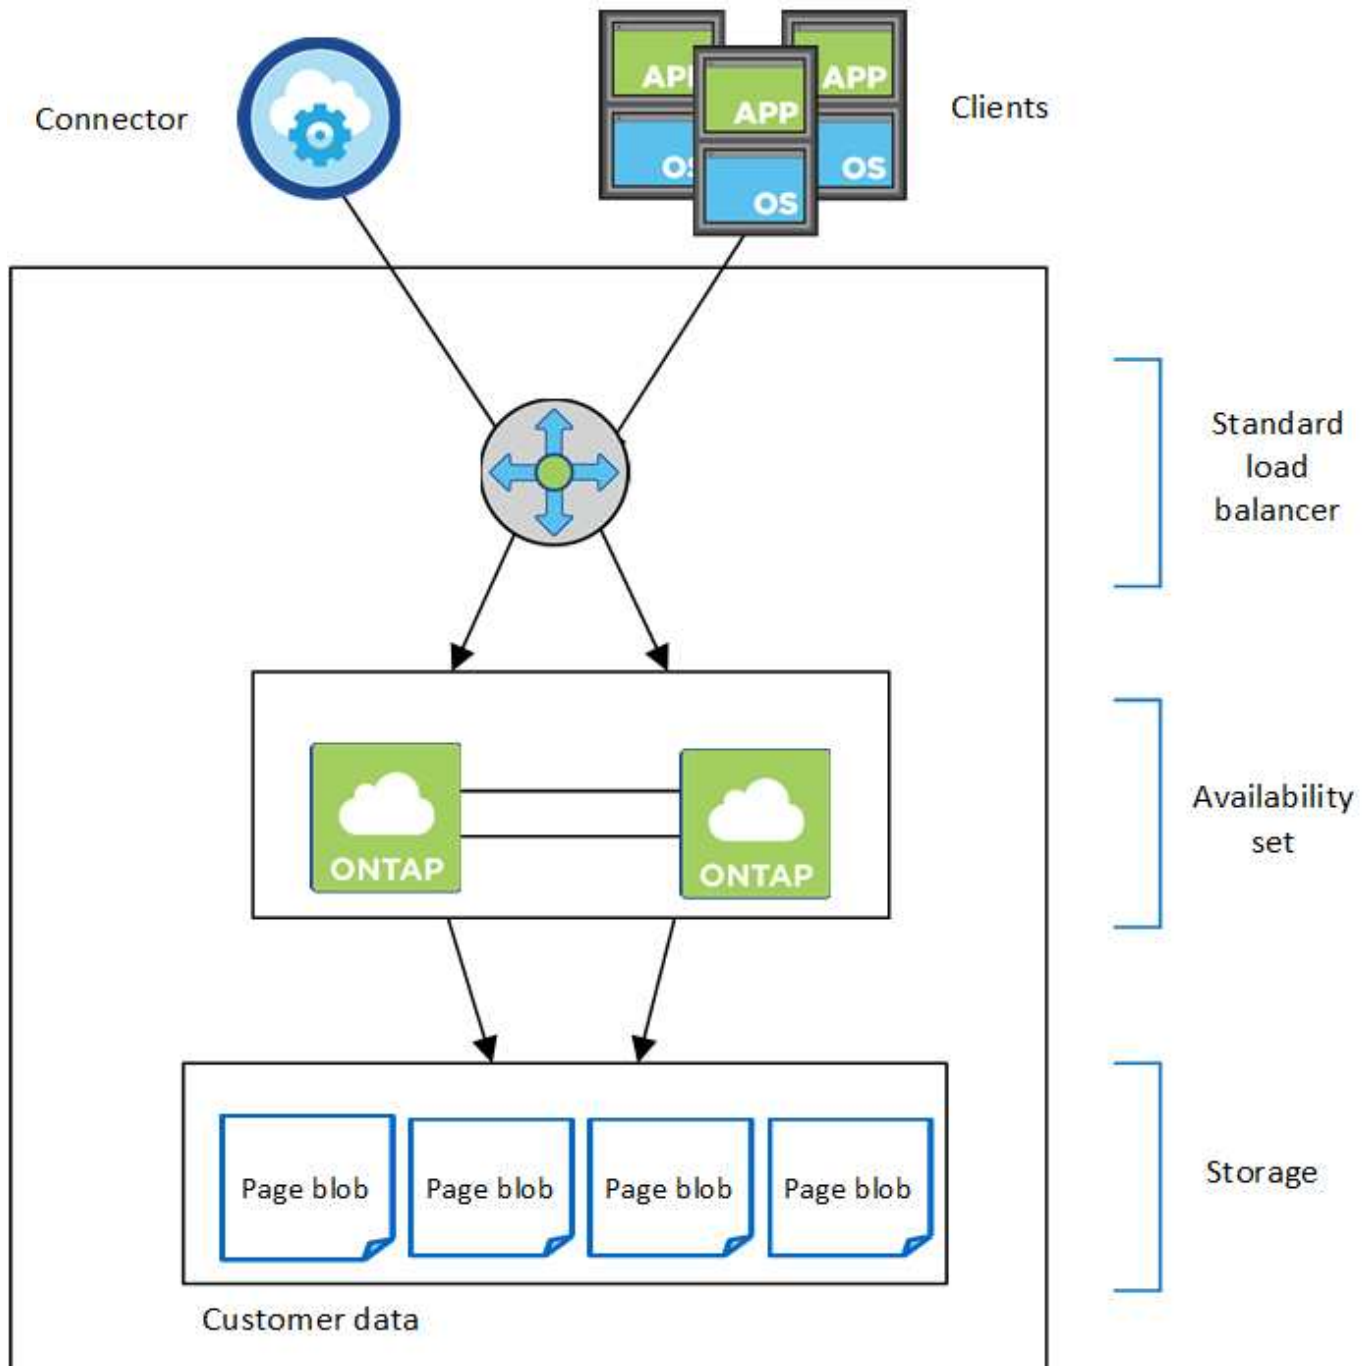 Connector
APP
OS
APP
OS
APP
OS
Clients
Standard
load
balancer
ONTAP
ONTAP
Availability
set
Page blob
Page blob
Page blob
Page blob
Storage
Customer data